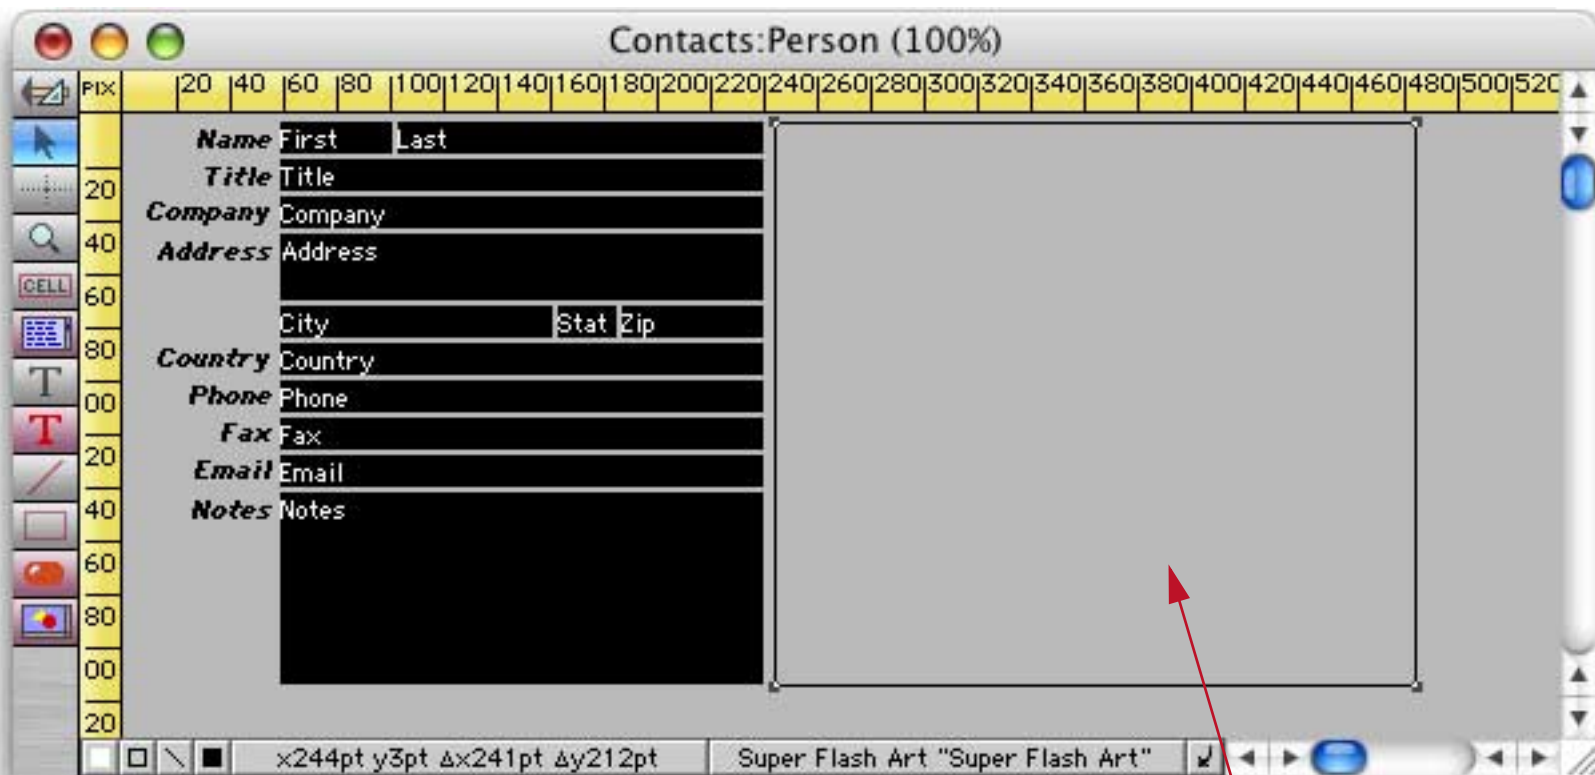 Contacts:Person (100%)
PIX 20 40 60 80 100 120 140 160 180 200 220 240 260 280 300 320 340 360 380 400 420 440 460 480 500 520
Name First Last
Title Title
20
Company Company
40
Address Address
CELL
60
City Stat Zip
80
Country Country
T
00
Phone Phone
T
Fax Fax
20
Email Email
40
Notes Notes
60
80
00
20
x244pt y3pt Δx241pt Δy212pt Super Flash Art "Super Flash Art"